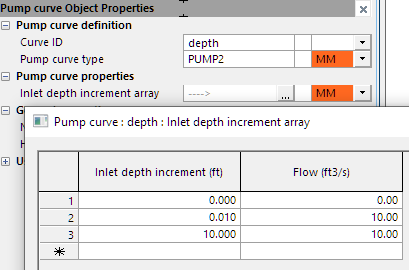 Pump curve Object Properties
Pump curve definition
Curve ID depth
Pump curve type PUMP2 MM
Pump curve properties
Inlet depth increment array ----> ... MM
G
N
H
U
Pump curve : depth : Inlet depth increment array
Inlet depth increment (ft) Flow (ft3/s)
1 0.000 0.00
2 0.010 10.00
3 10.000 10.00